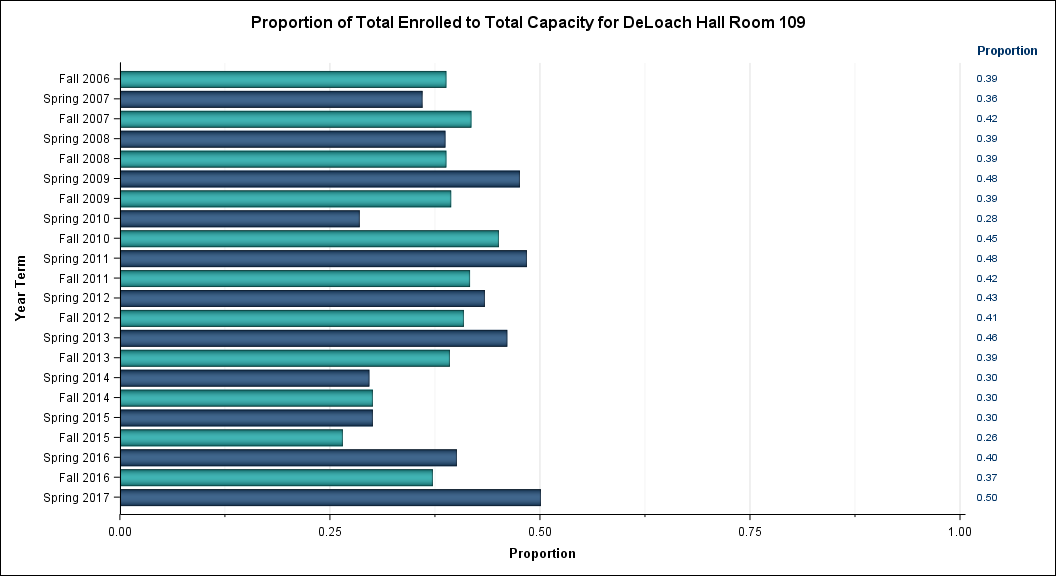 Proportion of Total Enrolled to Total Capacity for DeLoach Hall Room 109
Proportion
Fall 2006 0.39
Spring 2007 0.36
Fall 2007 0.42
Spring 2008 0.39
Fall 2008 0.39
Spring 2009 0.48
Fall 2009 0.39
Spring 2010 0.28
Fall 2010 0.45
Spring 2011 0.48
Fall 2011 0.42
Spring 2012 0.43
Fall 2012 0.41
Spring 2013 0.46
Fall 2013 0.39
Spring 2014 0.30
Fall 2014 0.30
Spring 2015 0.30
Fall 2015 0.26
Spring 2016 0.40
Fall 2016 0.37
Spring 2017 0.50
Year Term
0.00 0.25 0.50 0.75 1.00
Proportion